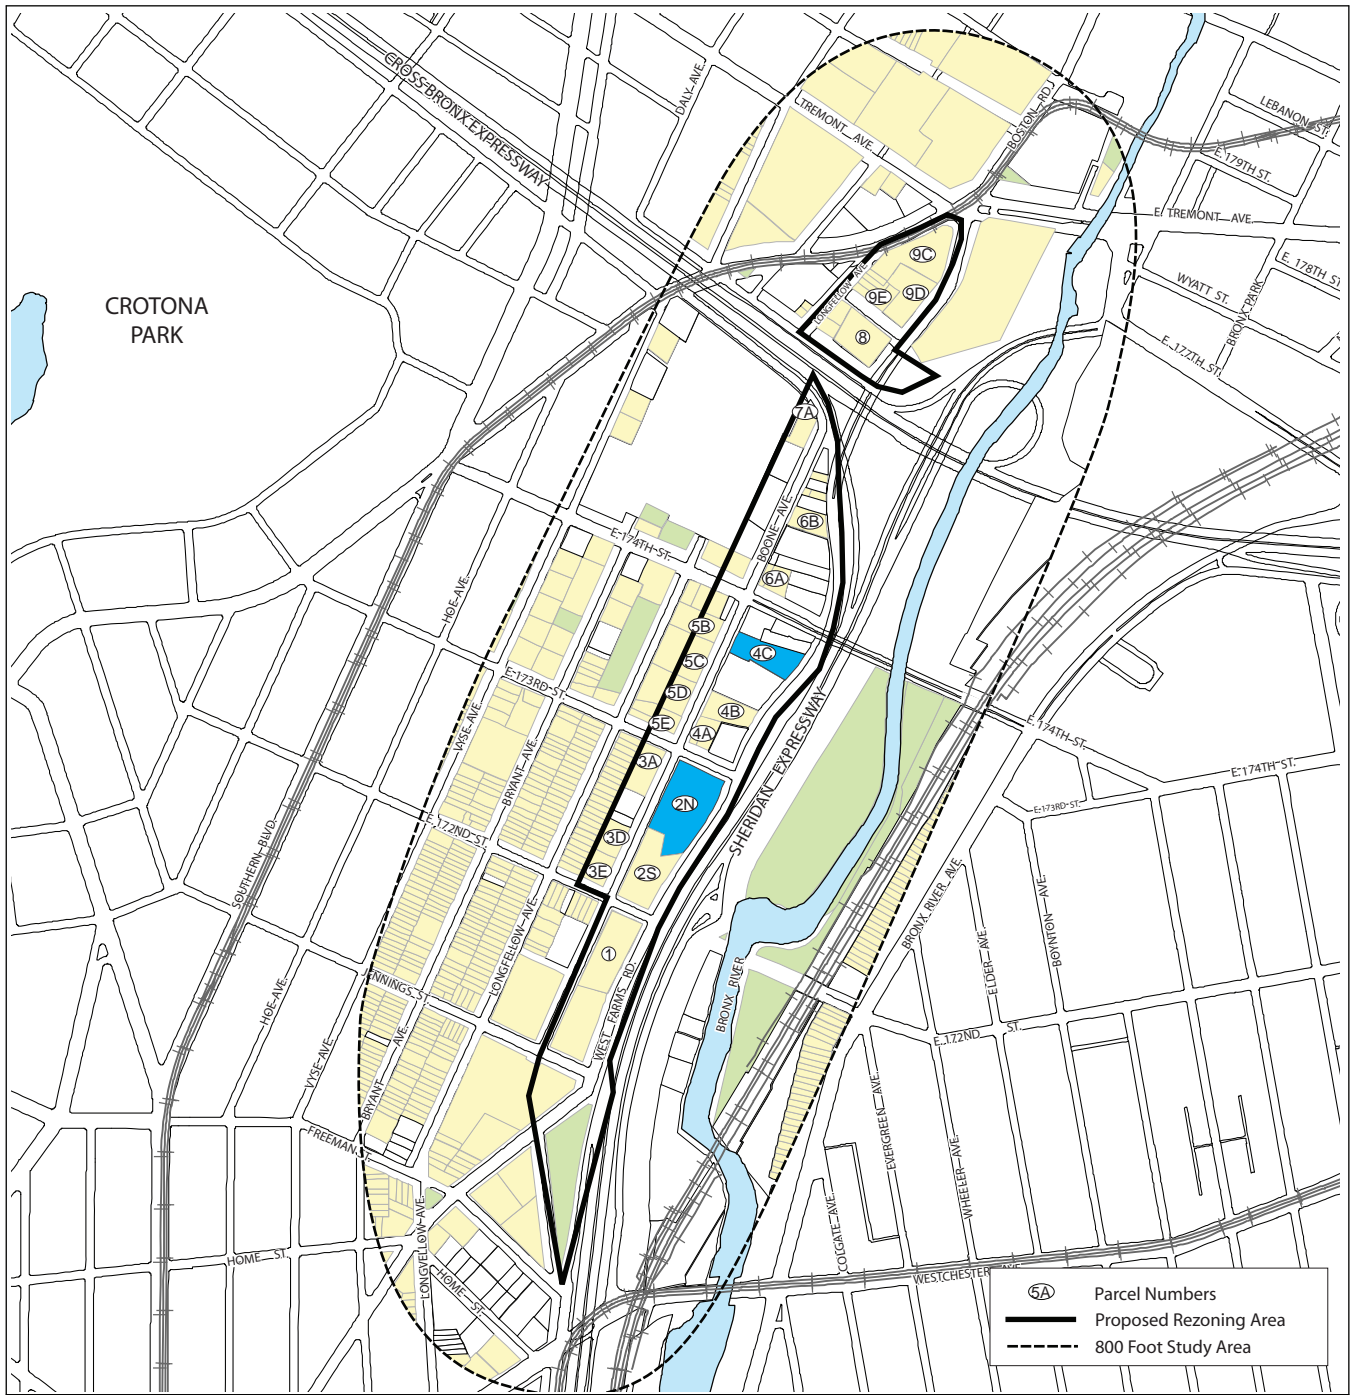 CROSS BRONX EXPRESSWAY
DALY AVE.
TREMONT AVE.
BOSTON RD.
LEBANON ST.
E. 179TH ST.
E. TREMONT AVE.
E. 178TH ST.
WYATT ST.
BRONX PARK
E. 177TH ST.
CROTONA
PARK
LONGFELLOW AVE.
9C
9D
9E
8
7A
BOONE AVE.
6B
6A
E. 174TH ST.
HOE AVE.
5B
5C
5D
5E
4C
4B
4A
E. 173RD ST.
VYSE AVE.
BRYANT AVE.
3A
2N
3D
3E
2S
SHERIDAN EXPRESSWAY
E. 174TH ST.
E. 174TH ST.
E. 173RD ST.
E. 172ND ST.
SOUTHERN BLVD.
BRONX RIVER AVE.
ELDER AVE.
BOYNTON AVE.
LONGFELLOW AVE.
1
WEST FARMS RD.
BRONX RIVER
JENNINGS ST.
HOE AVE.
VYSE AVE.
BRYANT AVE.
E. 172ND ST.
FREEMAN ST.
EVERGREEN AVE.
WHEELER AVE.
COLGATE AVE.
LONGVELLOW AVE.
HOME ST.
HOME ST.
WESTCHESTER AVE.
5A Parcel Numbers
Proposed Rezoning Area
800 Foot Study Area